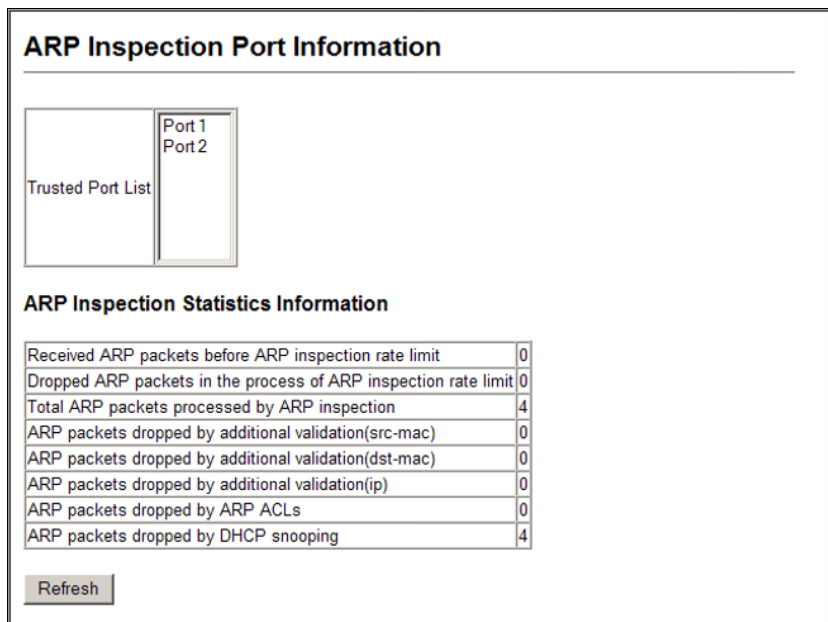 ARP Inspection Port Information
Trusted Port List
Port 1
Port 2
ARP Inspection Statistics Information
Received ARP packets before ARP inspection rate limit 0
Dropped ARP packets in the process of ARP inspection rate limit 0
Total ARP packets processed by ARP inspection 4
ARP packets dropped by additional validation(src-mac) 0
ARP packets dropped by additional validation(dst-mac) 0
ARP packets dropped by additional validation(ip) 0
ARP packets dropped by ARP ACLs 0
ARP packets dropped by DHCP snooping 4
Refresh